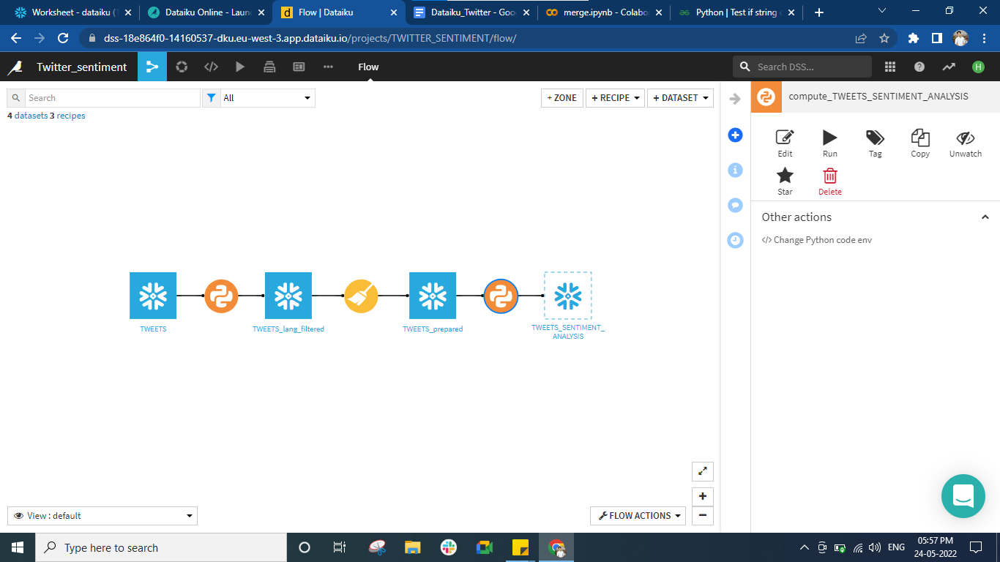 Worksheet - dataiku (
Dataiku Online - Laun
d
Flow | Dataiku
Dataiku_Twitter - Goo
merge.ipynb - Colabo
Python | Test if string
dss-18e864f0-14160537-dku.eu-west-3.app.dataiku.io/projects/TWITTER_SENTIMENT/flow/
Twitter_sentiment
Flow
Search DSS...
H
Search
All
+ ZONE
+ RECIPE
+ DATASET
4 datasets 3 recipes
compute_TWEETS_SENTIMENT_ANALYSIS
Edit
Run
Tag
Copy
Unwatch
Star
Delete
Other actions
</> Change Python code env
TWEETS
TWEETS_lang_filtered
TWEETS_prepared
TWEETS_SENTIMENT_
ANALYSIS
View : default
FLOW ACTIONS
Type here to search
ENG
05:57 PM
24-05-2022